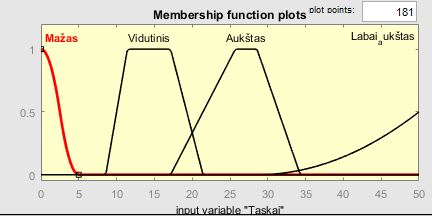 Membership function plots plot points: 181
Mažas Vidutinis Aukštas Labai_aukštas
1
0.5
0
0 5 10 15 20 25 30 35 40 45 50
input variable "Taskai"